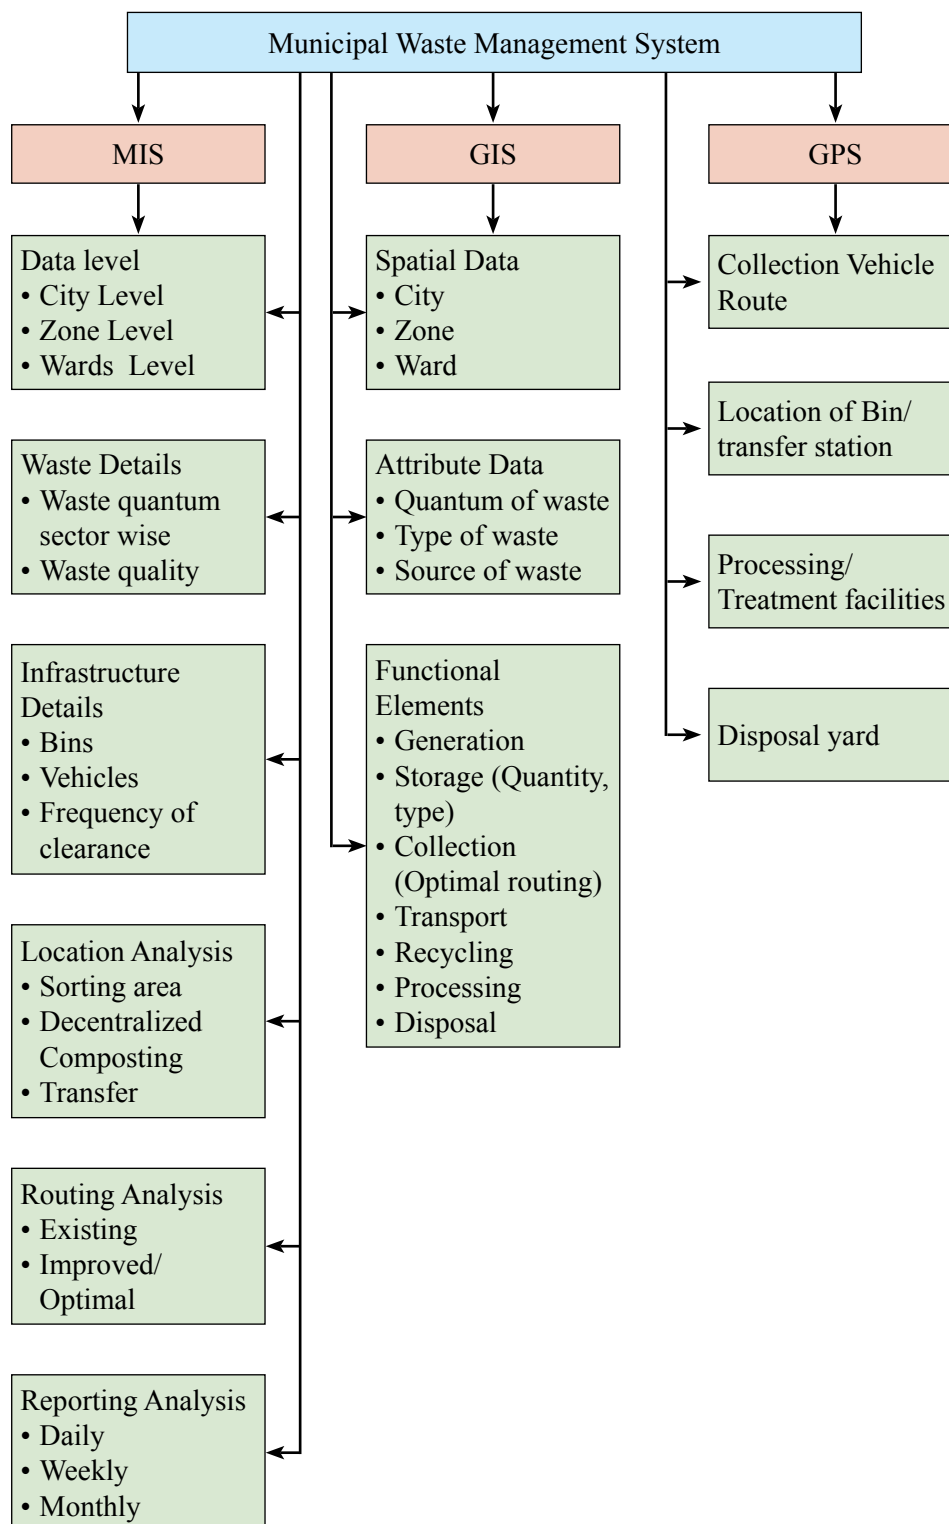 Municipal Waste Management System
MIS
GIS
GPS
Data level
• City Level
• Zone Level
• Wards Level
Waste Details
• Waste quantum
sector wise
• Waste quality
Infrastructure
Details
• Bins
• Vehicles
• Frequency of
clearance
Location Analysis
• Sorting area
• Decentralized
Composting
• Transfer
Routing Analysis
• Existing
• Improved/
Optimal
Reporting Analysis
• Daily
• Weekly
• Monthly
Spatial Data
• City
• Zone
• Ward
Attribute Data
• Quantum of waste
• Type of waste
• Source of waste
Functional
Elements
• Generation
• Storage (Quantity,
type)
• Collection
(Optimal routing)
• Transport
• Recycling
• Processing
• Disposal
Collection Vehicle
Route
Location of Bin/
transfer station
Processing/
Treatment facilities
Disposal yard